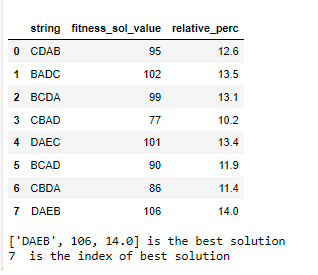 string fitness_sol_value relative_perc
0 CDAB 95 12.6
1 BADC 102 13.5
2 BCDA 99 13.1
3 CBAD 77 10.2
4 DAEC 101 13.4
5 BCAD 90 11.9
6 CBDA 86 11.4
7 DAEB 106 14.0
['DAEB', 106, 14.0] is the best solution
7  is the index of best solution